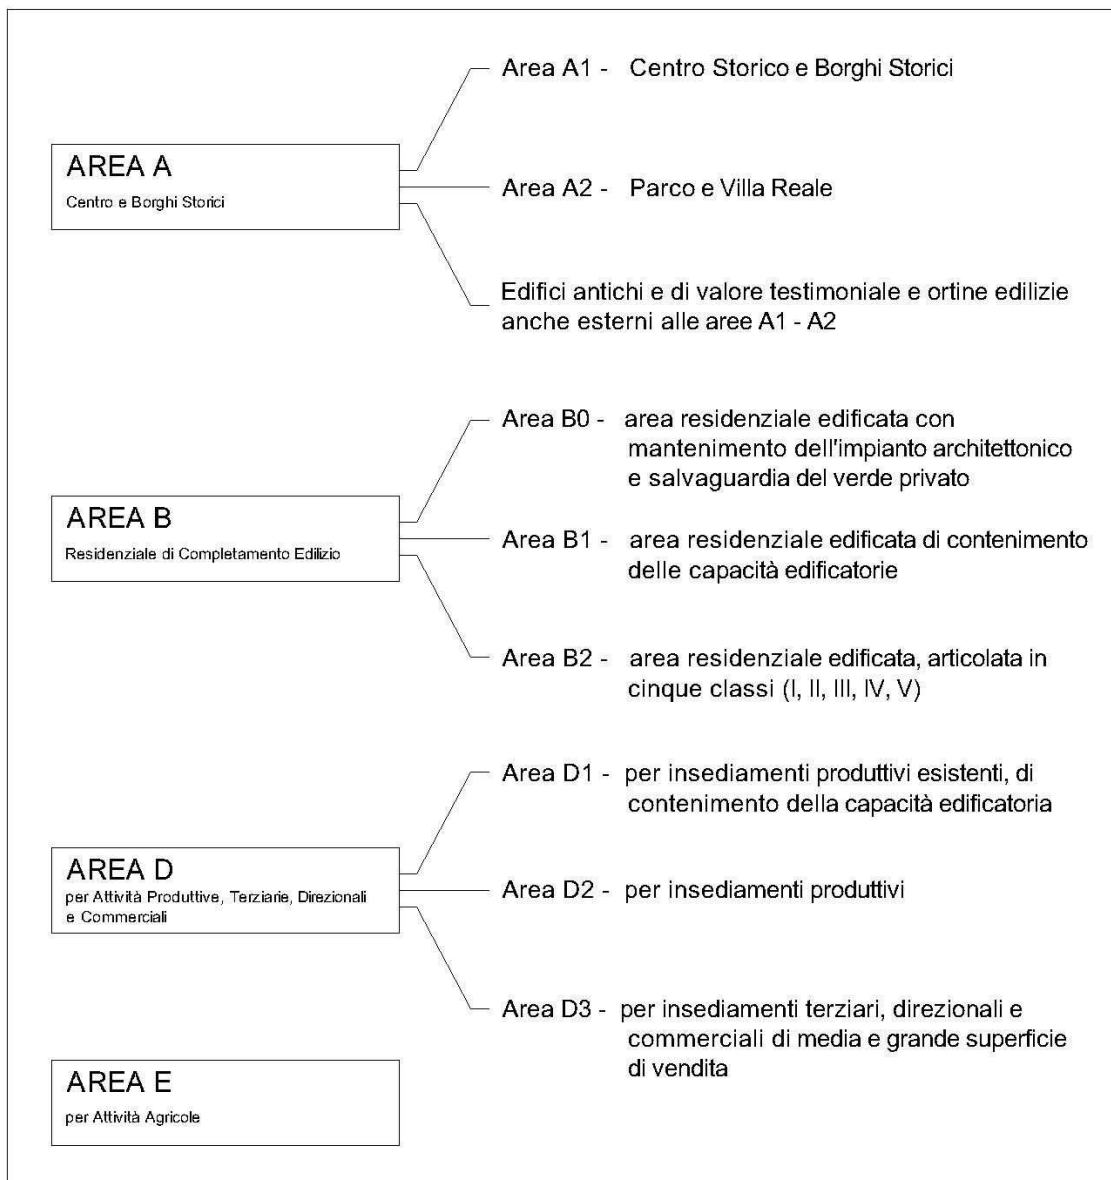 Area A1 - Centro Storico e Borghi Storici
AREA A
Centro e Borghi Storici
Area A2 - Parco e Villa Reale
Edifici antichi e di valore testimoniale e ortine edilizie
anche esterni alle aree A1 - A2
Area B0 - area residenziale edificata con
mantenimento dell'impianto architettonico
e salvaguardia del verde privato
AREA B
Residenziale di Completamento Edilizio
Area B1 - area residenziale edificata di contenimento
delle capacità edificatorie
Area B2 - area residenziale edificata, articolata in
cinque classi (I, II, III, IV, V)
Area D1 - per insediamenti produttivi esistenti, di
contenimento della capacità edificatoria
AREA D
per Attività Produttive, Terziarie, Direzionali
e Commerciali
Area D2 - per insediamenti produttivi
Area D3 - per insediamenti terziari, direzionali e
commerciali di media e grande superficie
di vendita
AREA E
per Attività Agricole